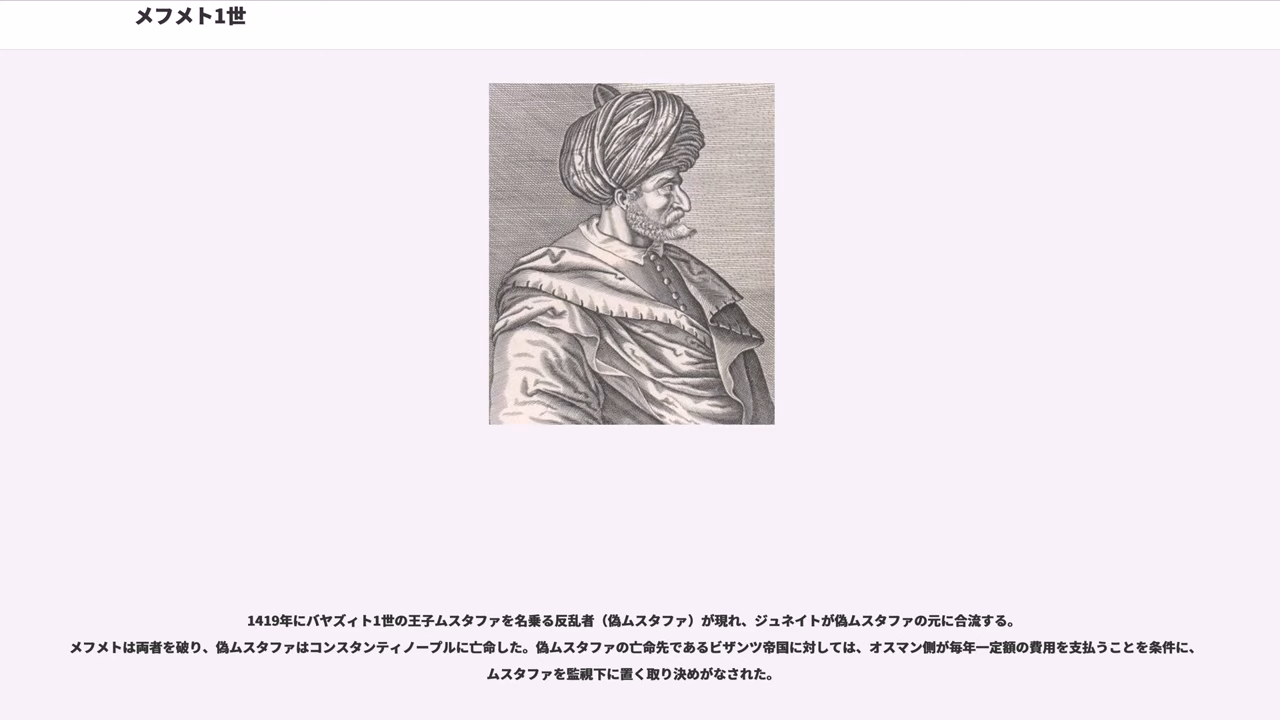 メフメト1世
1419年にバヤズィト1世の王子ムスタファを名乗る反乱者（偽ムスタファ）が現れ、ジュネイトが偽ムスタファの元に合流する。
メフメトは両者を破り、偽ムスタファはコンスタンティノープルに亡命した。偽ムスタファの亡命先であるビザンツ帝国に対しては、オスマン側が毎年一定額の費用を支払うことを条件に、
ムスタファを監視下に置く取り決めがなされた。